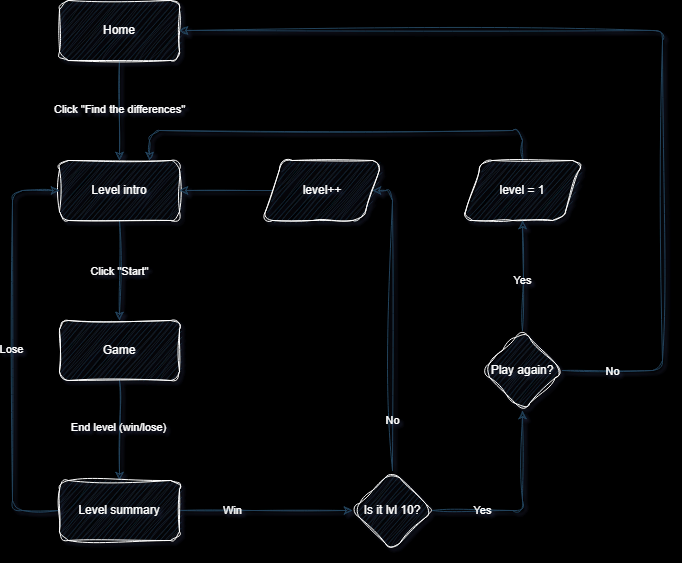 Home
Click "Find the differences"
Level intro
level++
level = 1
Click "Start"
Yes
Lose
Game
Play again?
No
No
End level (win/lose)
Level summary
Win
Is it lvl 10?
Yes